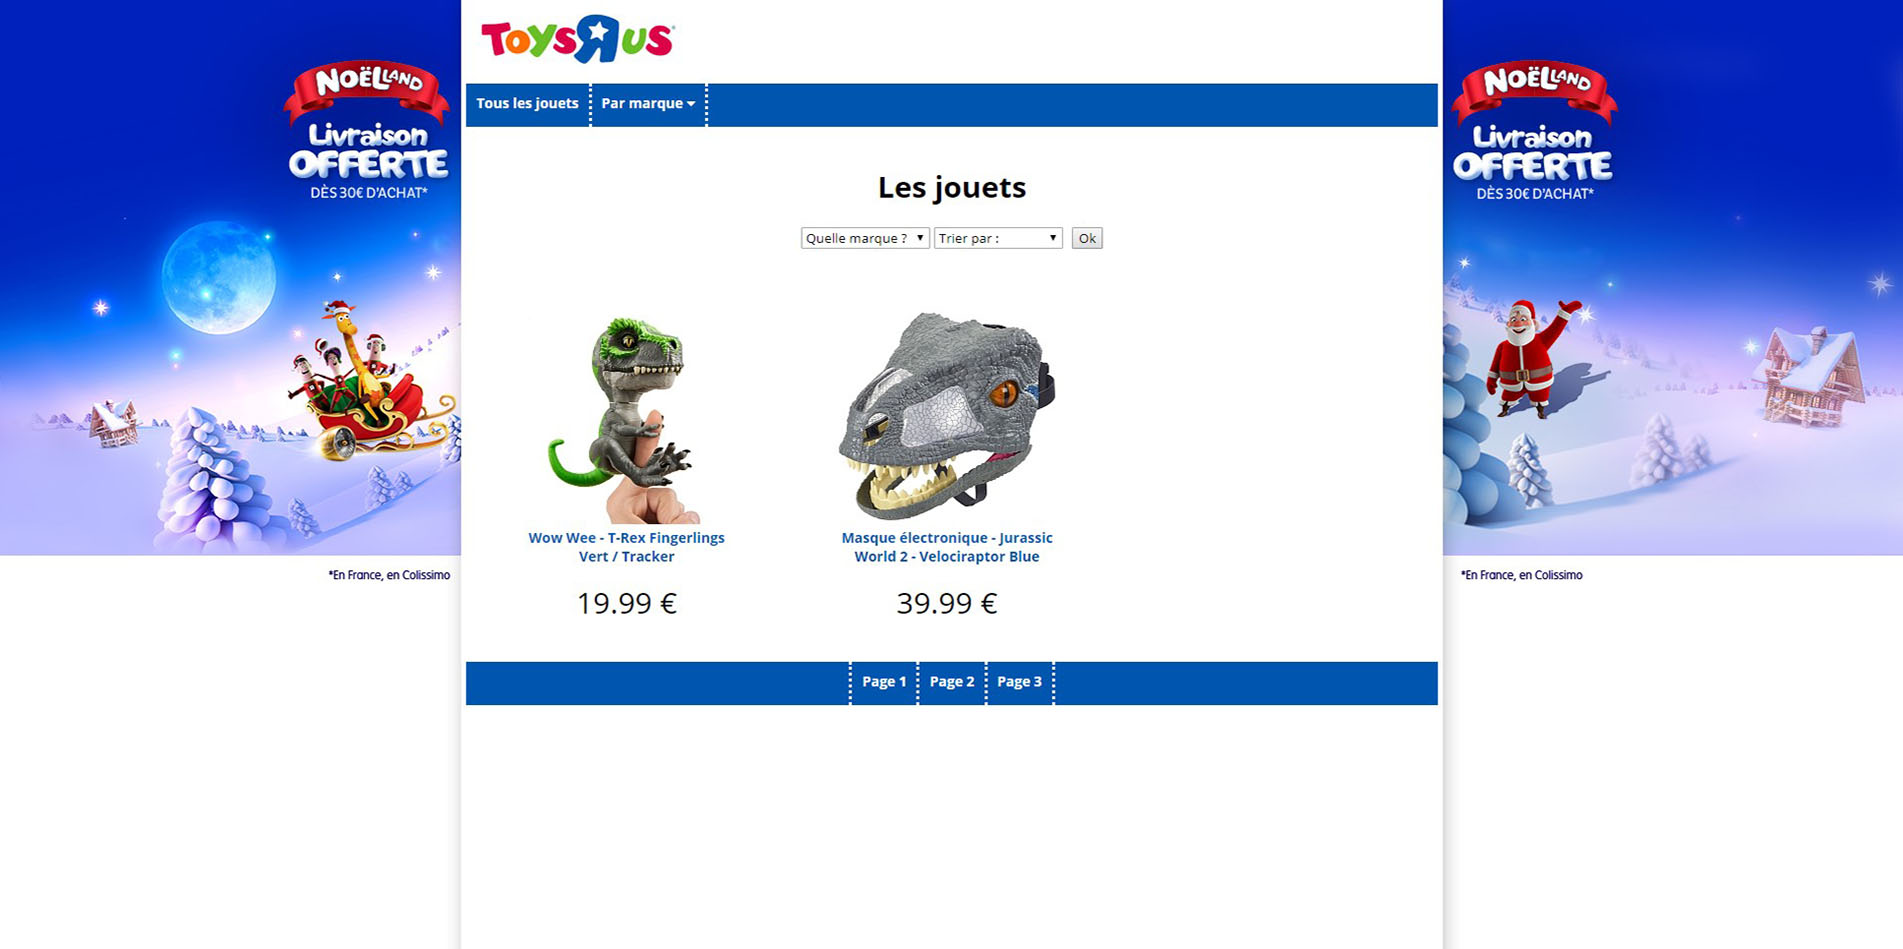 NOËLLAND
Livraison
OFFERTE
DÈS 30€ D'ACHAT*
*En France, en Colissimo
ToysЯus
Tous les jouets
Par marque
Les jouets
Quelle marque ?
Trier par :
Ok
Wow Wee - T-Rex Fingerlings
Vert / Tracker
19.99 €
Masque électronique - Jurassic
World 2 - Velociraptor Blue
39.99 €
Page 1
Page 2
Page 3
NOËLLAND
Livraison
OFFERTE
DÈS 30€ D'ACHAT*
*En France, en Colissimo